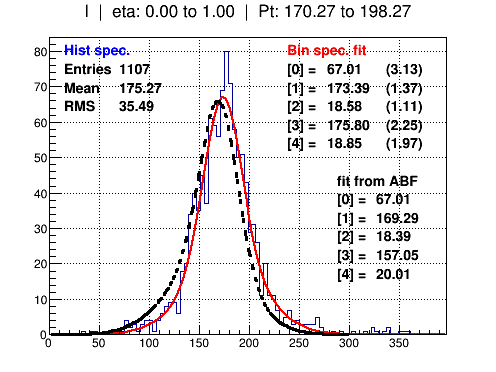 I | eta: 0.00 to 1.00 | Pt: 170.27 to 198.27
Hist spec.
Entries 1107
Mean 175.27
RMS 35.49
Bin spec. fit
[0] = 67.01 (3.13)
[1] = 173.39 (1.37)
[2] = 18.58 (1.11)
[3] = 175.80 (2.25)
[4] = 18.85 (1.97)
fit from ABF
[0] = 67.01
[1] = 169.29
[2] = 18.39
[3] = 157.05
[4] = 20.01
80
70
60
50
40
30
20
10
0
0 50 100 150 200 250 300 350